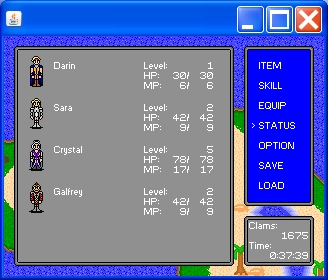 Darin
Level: 1
HP: 30/ 30
MP: 6/ 6
Sara
Level: 2
HP: 42/ 42
MP: 9/ 9
Crystal
Level: 5
HP: 78/ 78
MP: 17/ 17
Galfrey
Level: 2
HP: 42/ 42
MP: 9/ 9
ITEM
SKILL
EQUIP
> STATUS
OPTION
SAVE
LOAD
Clams:
1675
Time:
0:37:39